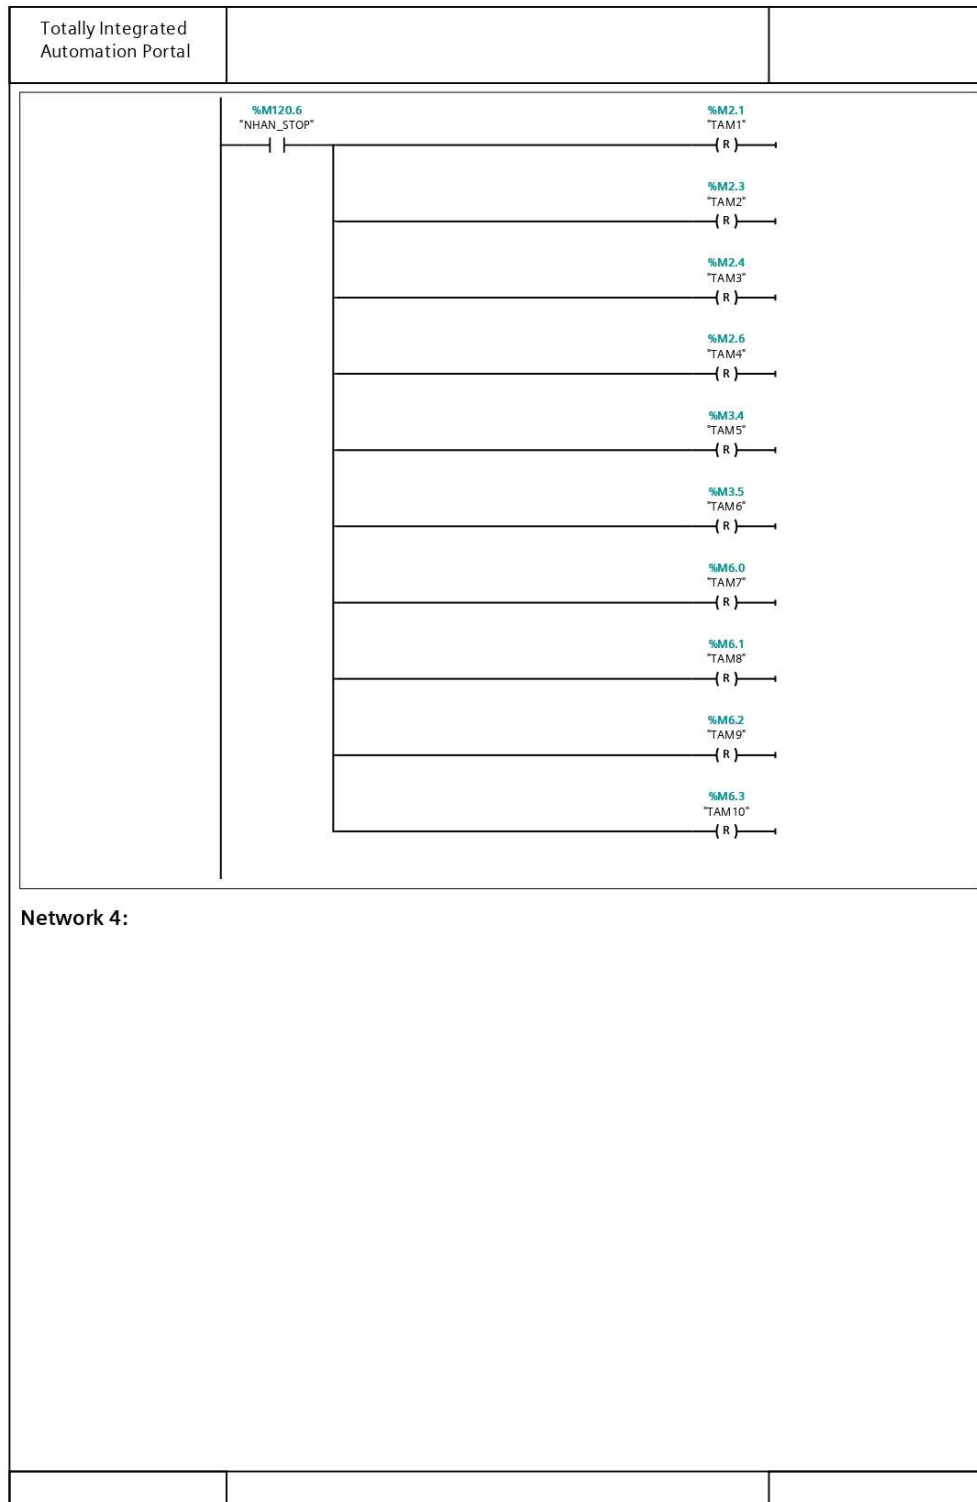 Totally Integrated
Automation Portal
%M120.6
"NHAN_STOP"
%M2.1
"TAM1"
R
%M2.3
"TAM2"
R
%M2.4
"TAM3"
R
%M2.6
"TAM4"
R
%M3.4
"TAM5"
R
%M3.5
"TAM6"
R
%M6.0
"TAM7"
R
%M6.1
"TAM8"
R
%M6.2
"TAM9"
R
%M6.3
"TAM10"
R
Network 4: